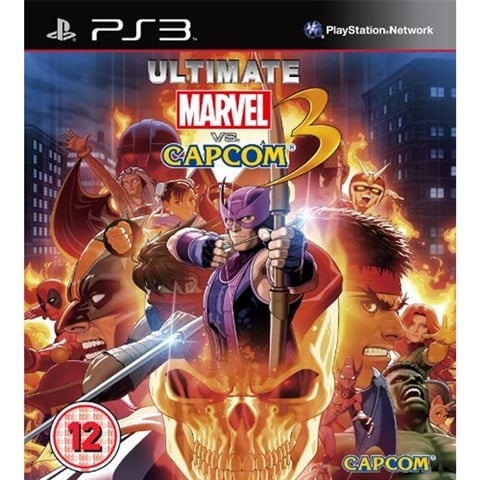 PS3
PlayStation®Network
ULTIMATE
MARVEL
VS.
CAPCOM® 3
12
CAPCOM®